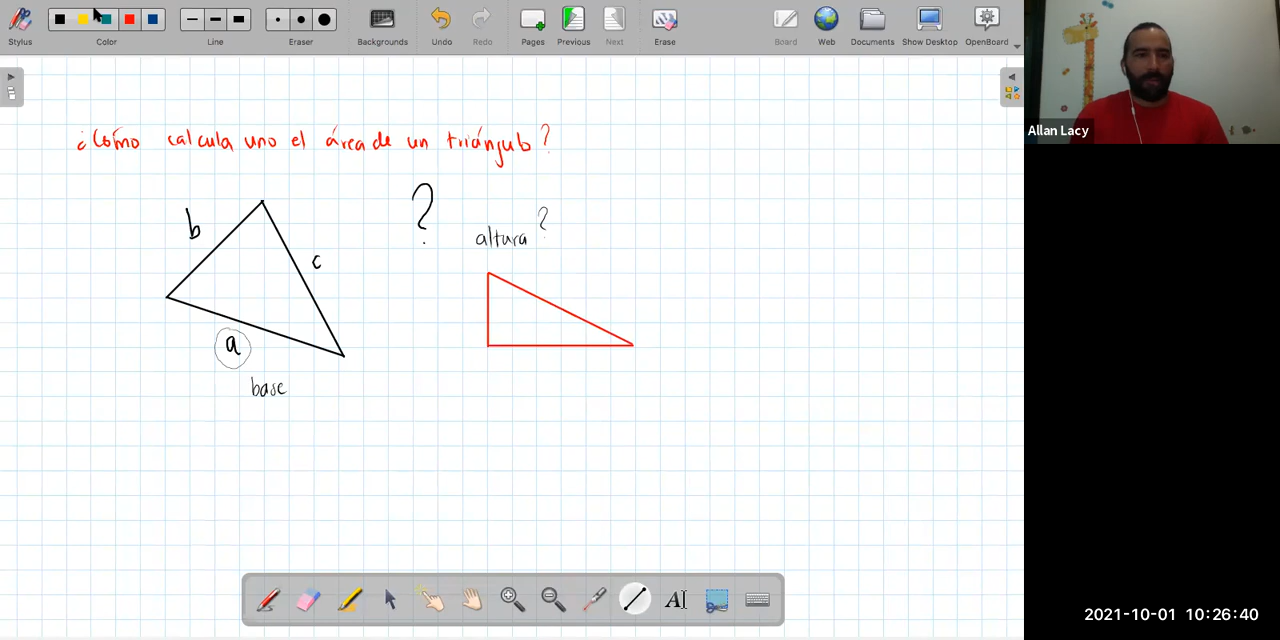 Stylus
Color
Line
Eraser
Backgrounds
Undo
Redo
Pages
Previous
Next
Erase
Board
Web
Documents
Show Desktop
OpenBoard
Allan Lacy
¿Cómo calcula uno el área de un triángulo?
b
c
?
altura ?
a
base
AI
2021-10-01 10:26:40